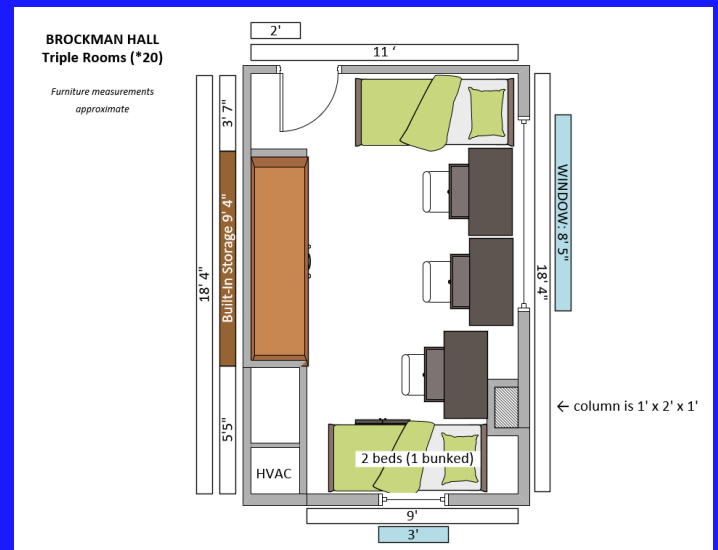 BROCKMAN HALL
Triple Rooms (*20)
Furniture measurements
approximate
2'
11 ‘
3' 7"
Built-In Storage 9' 4"
18' 4"
5'5"
WINDOW: 8' 5"
18' 4"
← column is 1' x 2' x 1'
2 beds (1 bunked)
HVAC
9'
3'